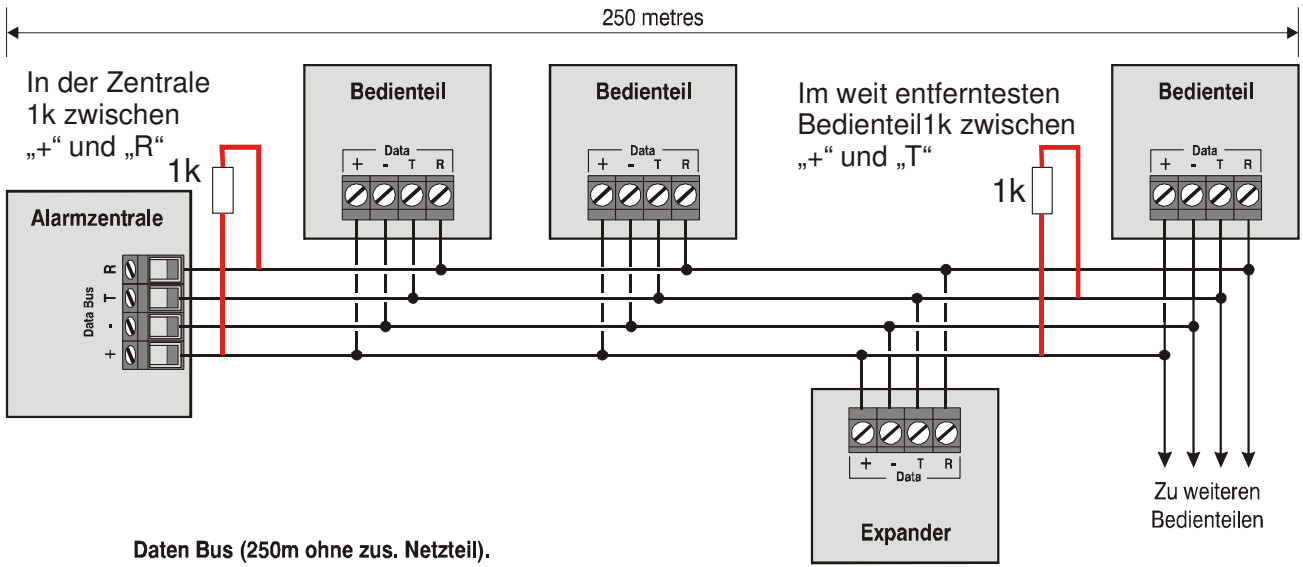 250 metres
In der Zentrale
1k zwischen
„+“ und „R“
1k
Bedienteil
Data
+ - T R
Bedienteil
Data
+ - T R
Im weit entferntesten
Bedienteil1k zwischen
„+“ und „T“
1k
Bedienteil
Data
+ - T R
Alarmzentrale
Data Bus
R
T
-
+
+ - T R
Data
Expander
Zu weiteren
Bedienteilen
Daten Bus (250m ohne zus. Netzteil).